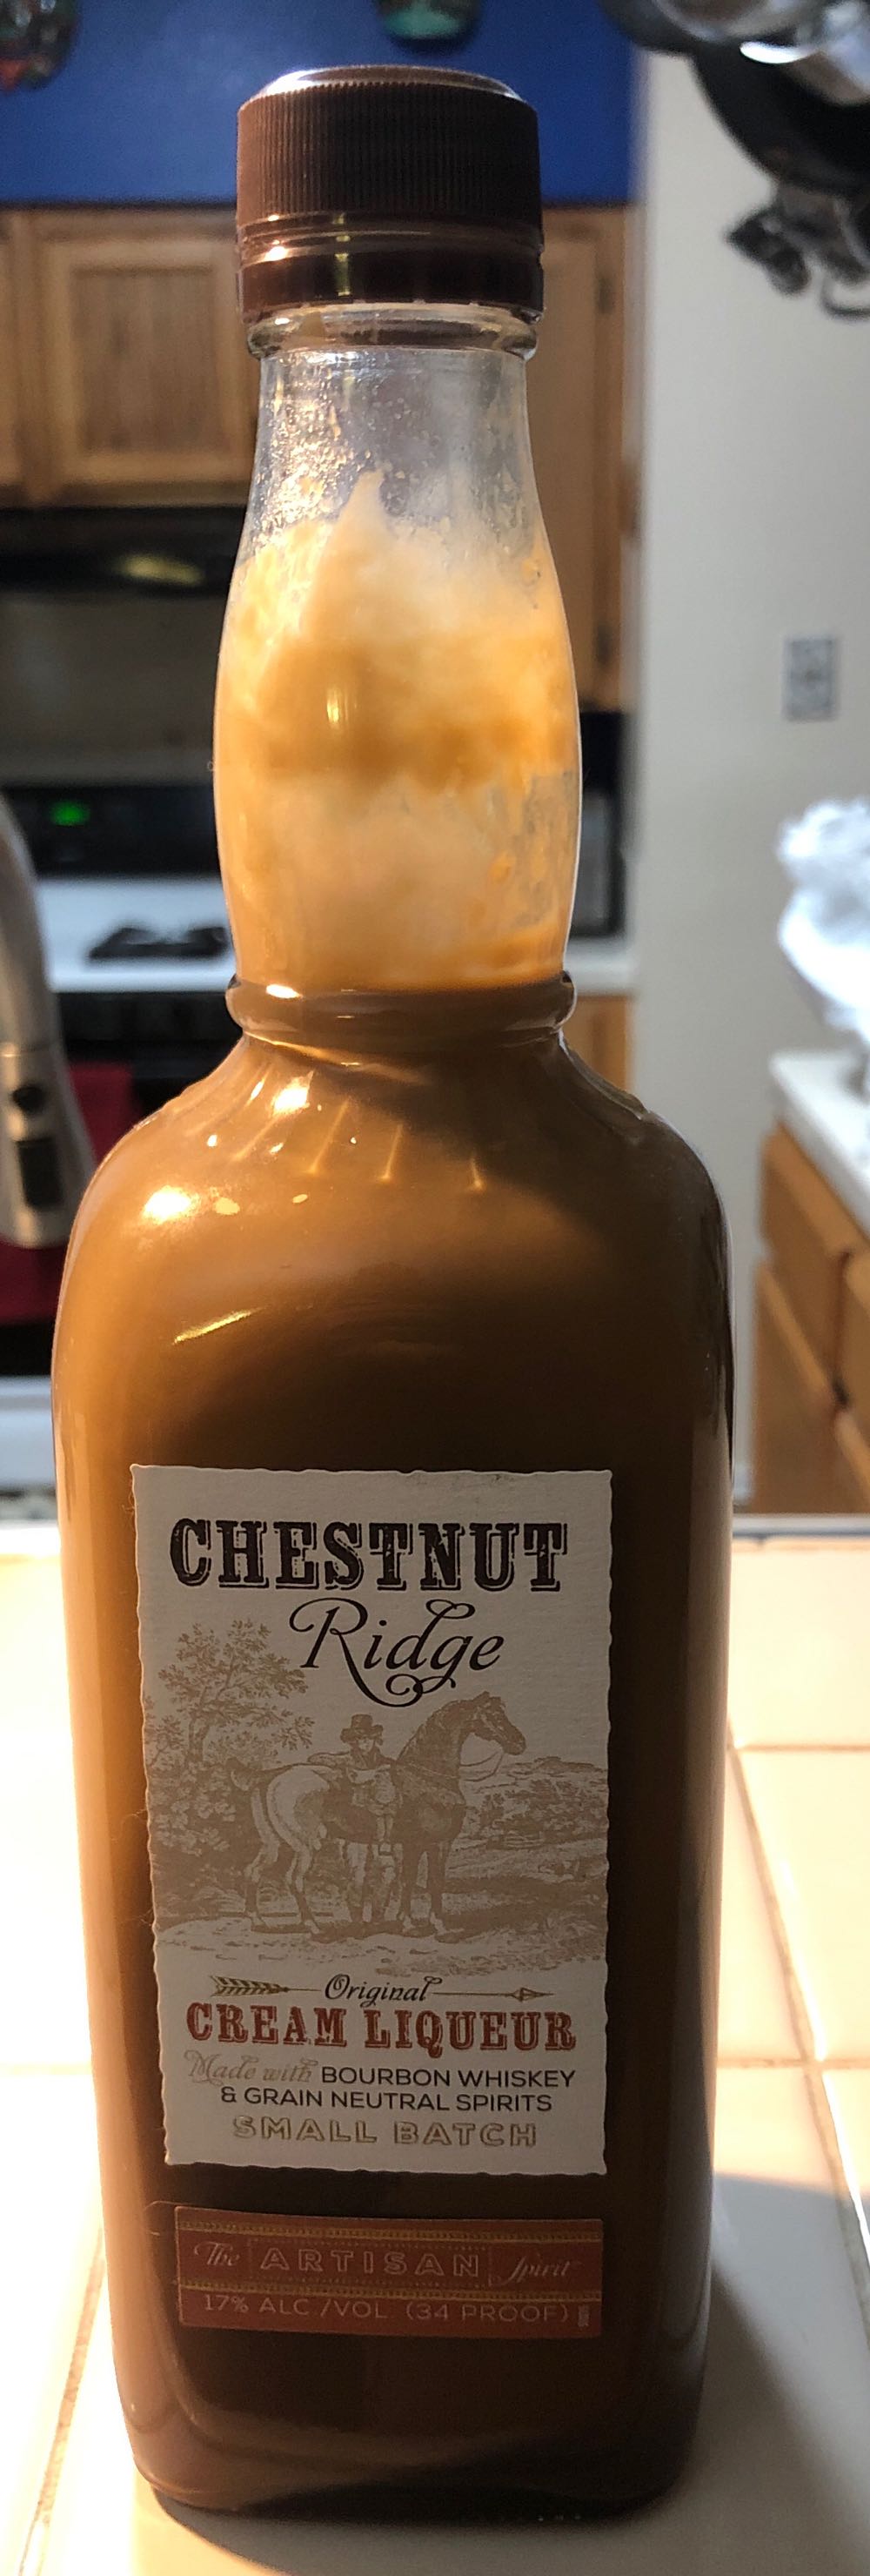 CHESTNUT
Ridge
Original
CREAM LIQUEUR
Made with BOURBON WHISKEY
& GRAIN NEUTRAL SPIRITS
SMALL BATCH
The ARTISAN Spirit
17% ALC/VOL (34 PROOF)